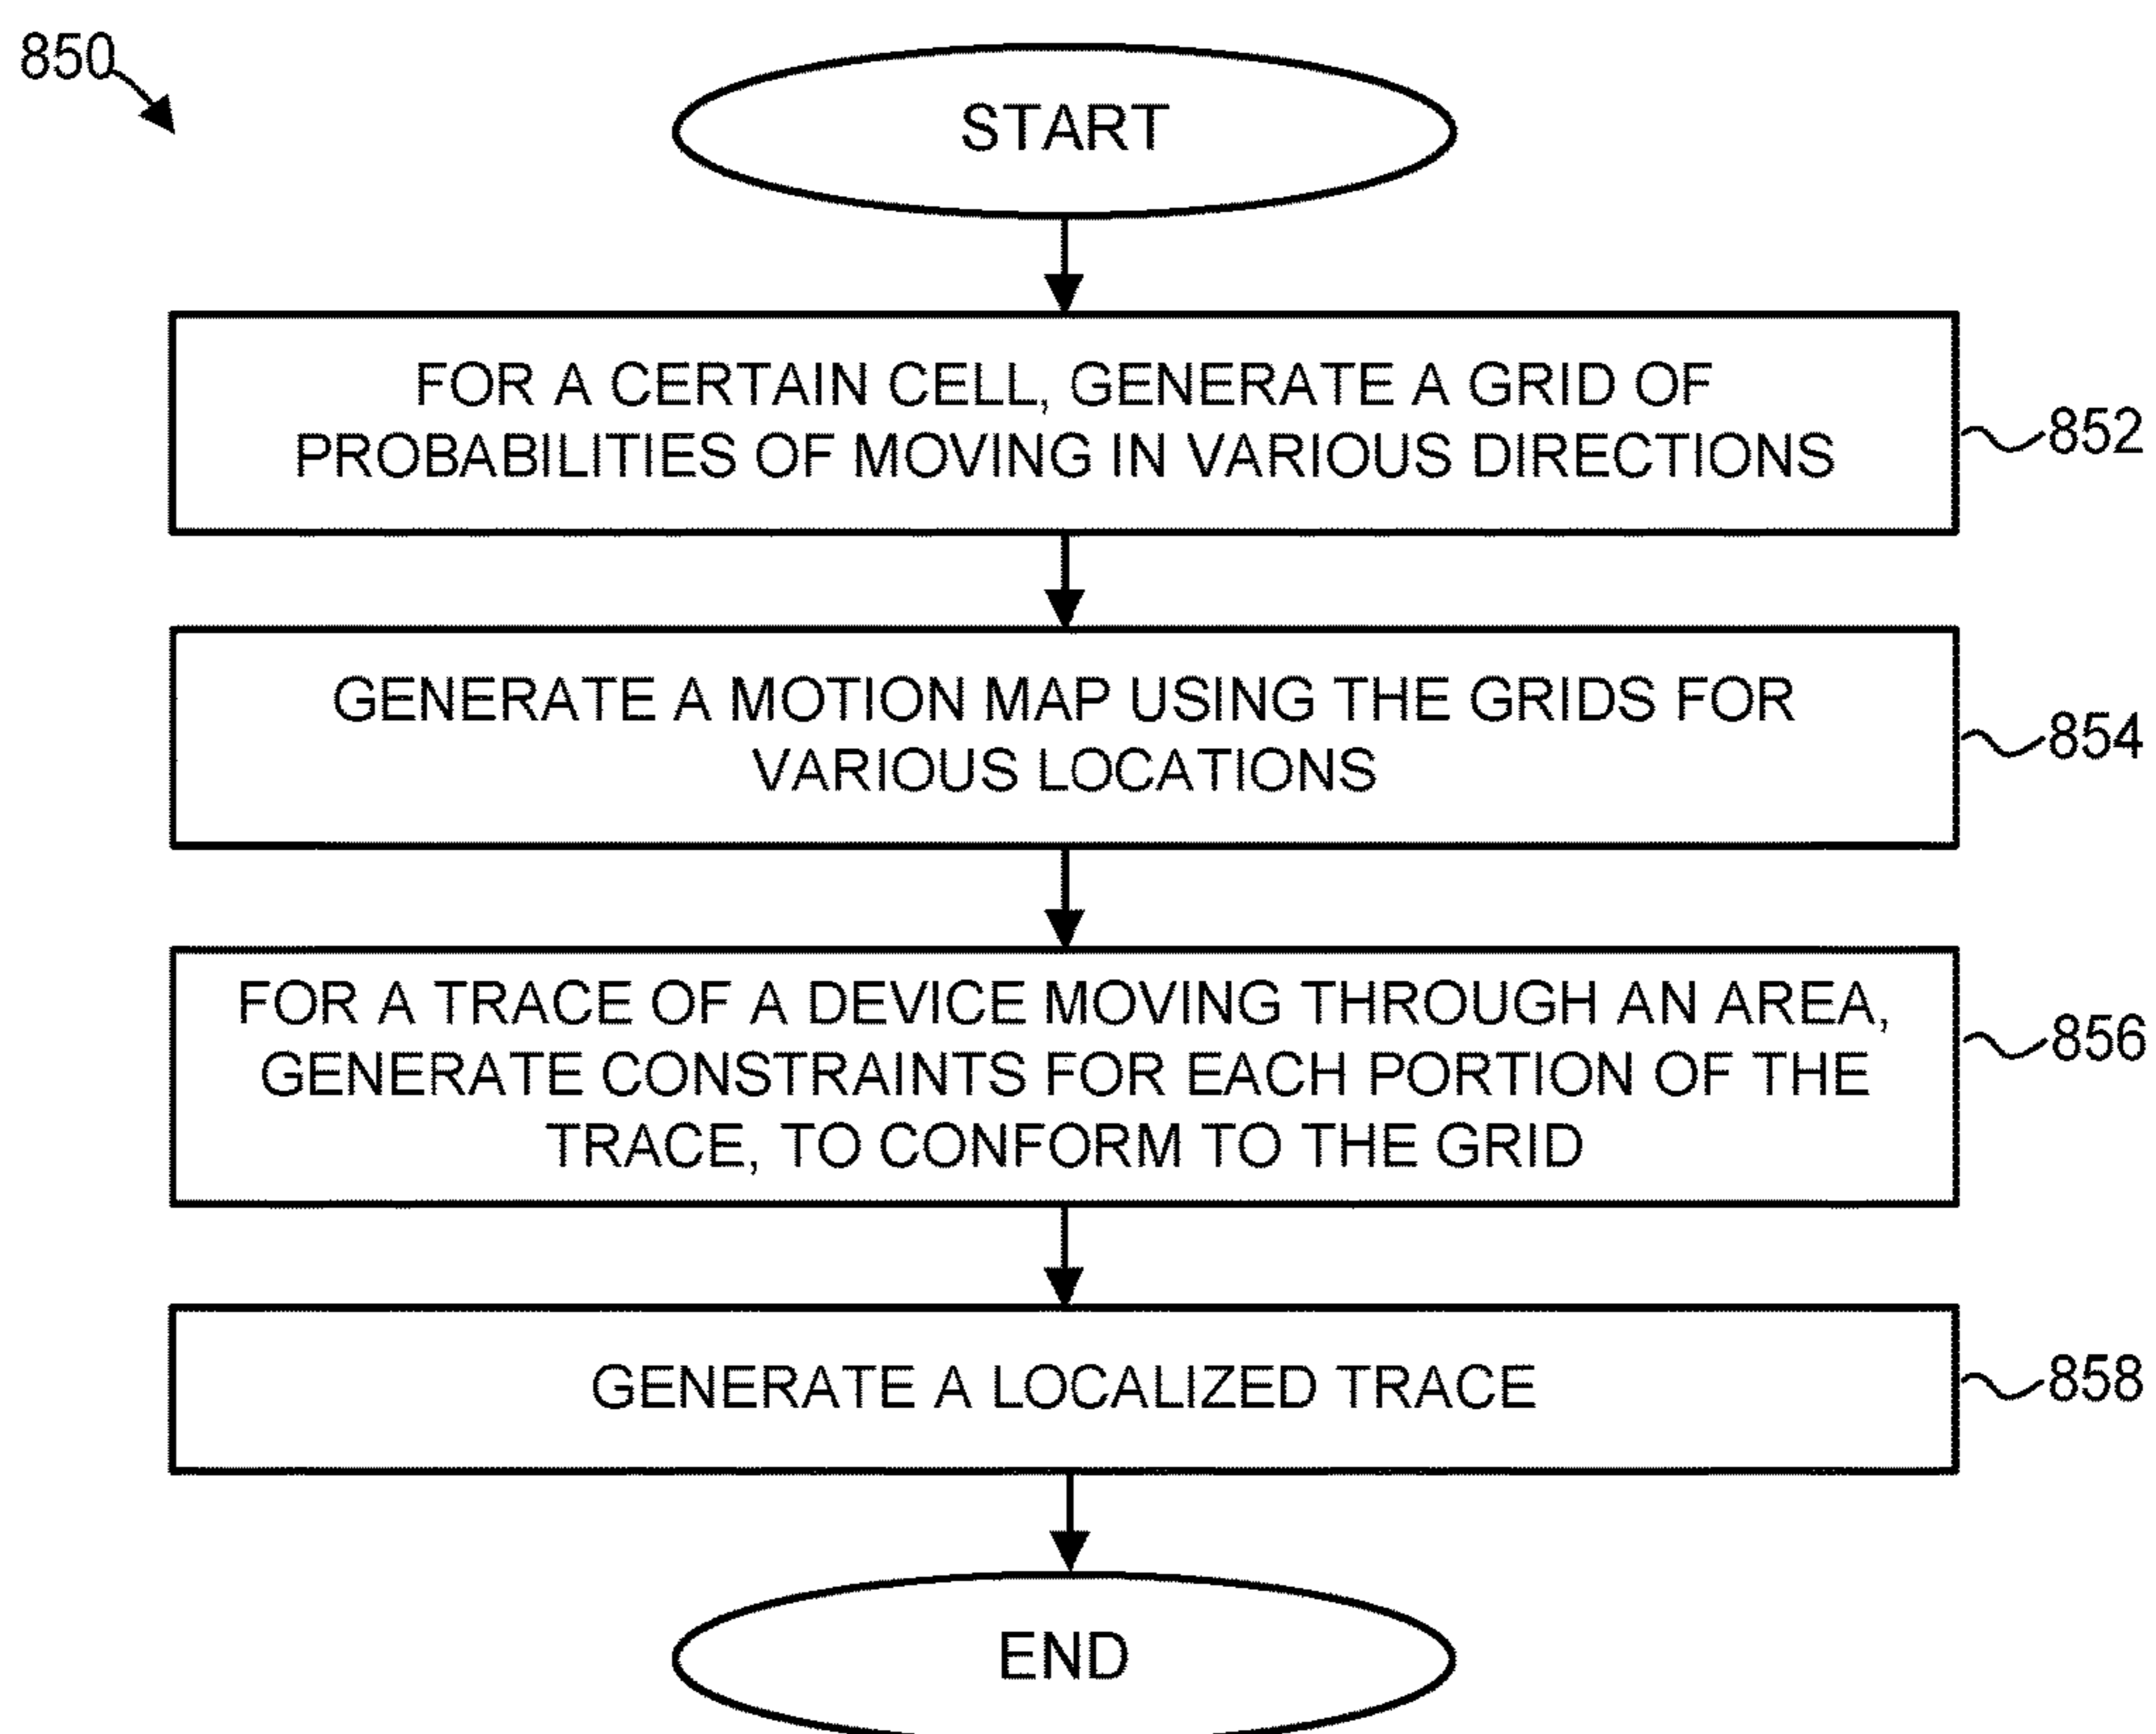 850
START
FOR A CERTAIN CELL, GENERATE A GRID OF
PROBABILITIES OF MOVING IN VARIOUS DIRECTIONS
852
GENERATE A MOTION MAP USING THE GRIDS FOR
VARIOUS LOCATIONS
854
FOR A TRACE OF A DEVICE MOVING THROUGH AN AREA,
GENERATE CONSTRAINTS FOR EACH PORTION OF THE
TRACE, TO CONFORM TO THE GRID
856
GENERATE A LOCALIZED TRACE
858
END